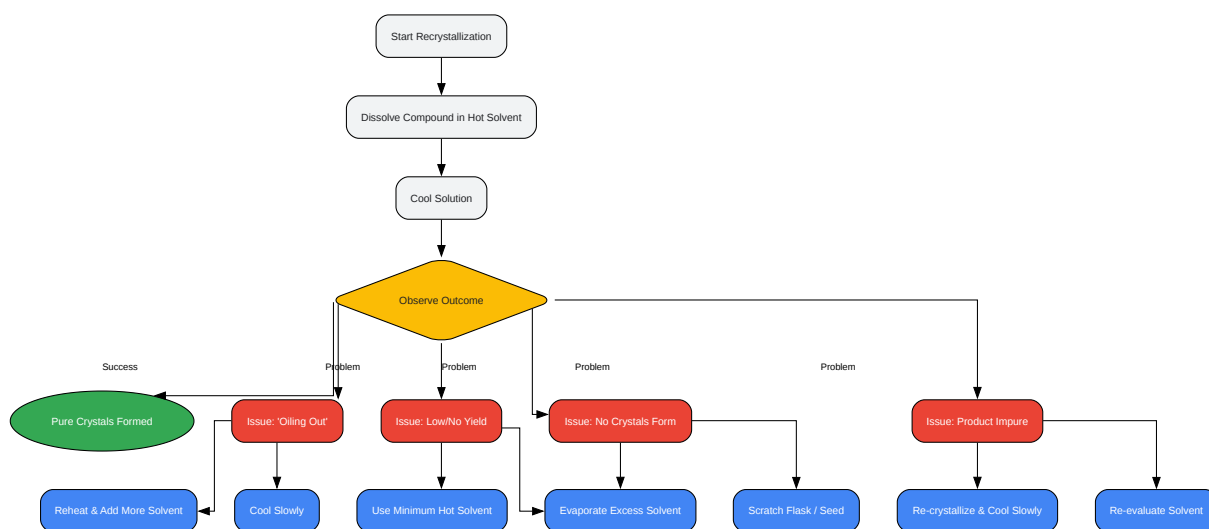 Start Recrystallization
Dissolve Compound in Hot Solvent
Cool Solution
Observe Outcome
Success
Problem
Problem
Problem
Problem
Pure Crystals Formed
Issue: 'Oiling Out'
Issue: Low/No Yield
Issue: No Crystals Form
Issue: Product Impure
Reheat & Add More Solvent
Cool Slowly
Use Minimum Hot Solvent
Evaporate Excess Solvent
Scratch Flask / Seed
Re-crystallize & Cool Slowly
Re-evaluate Solvent